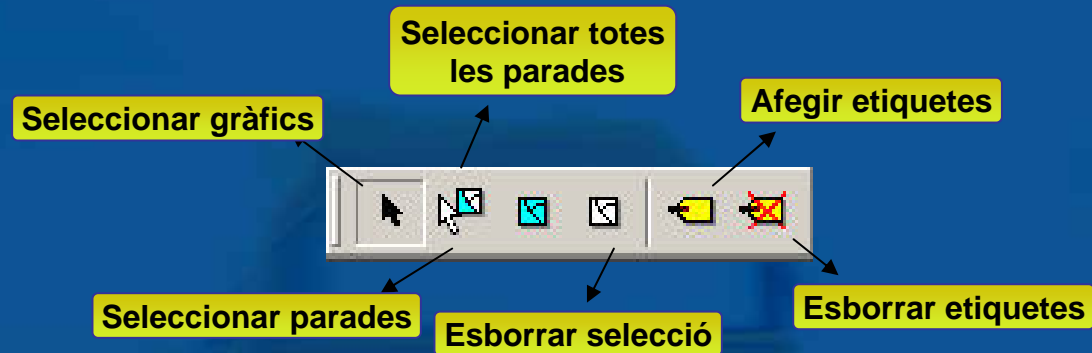 Seleccionar totes
les parades
Afegir etiquetes
Seleccionar gràfics
Seleccionar parades
Esborrar selecció
Esborrar etiquetes